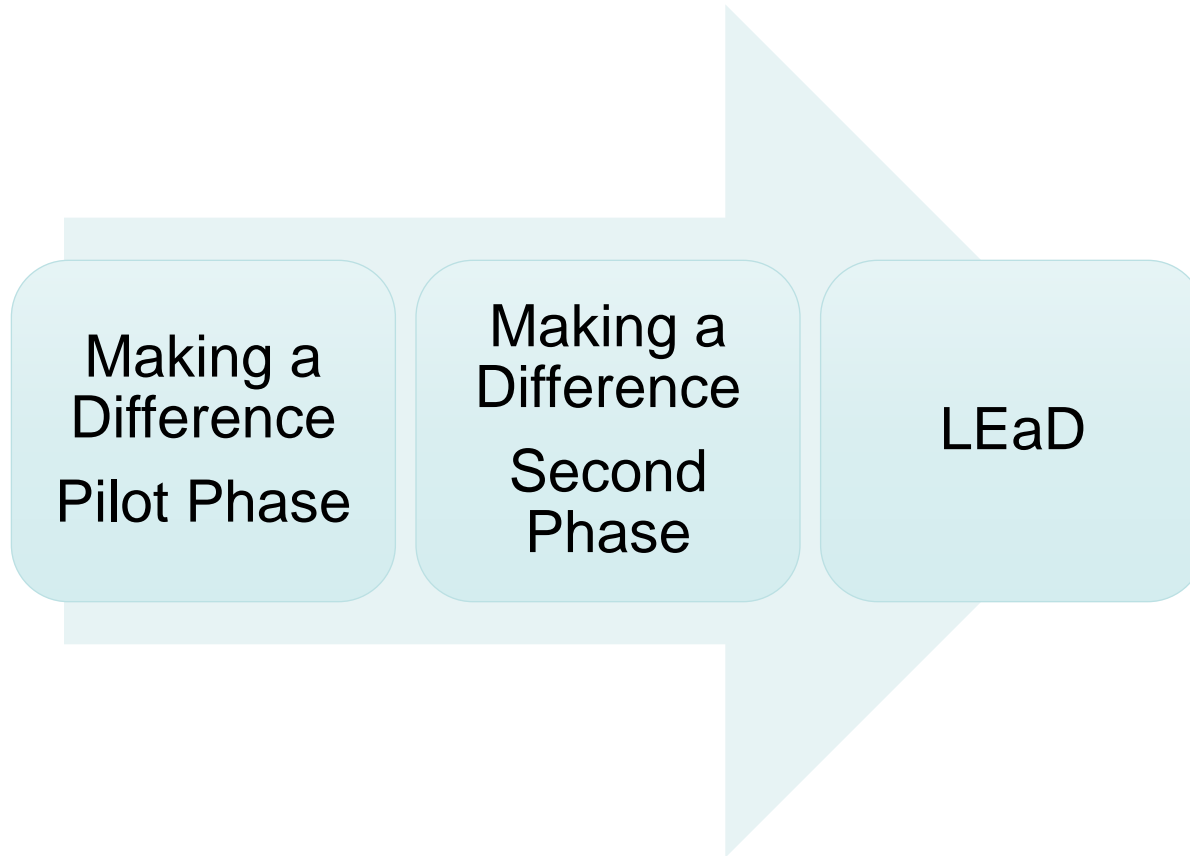 Making a
Difference
Pilot Phase
Making a
Difference
Second
Phase
LEaD